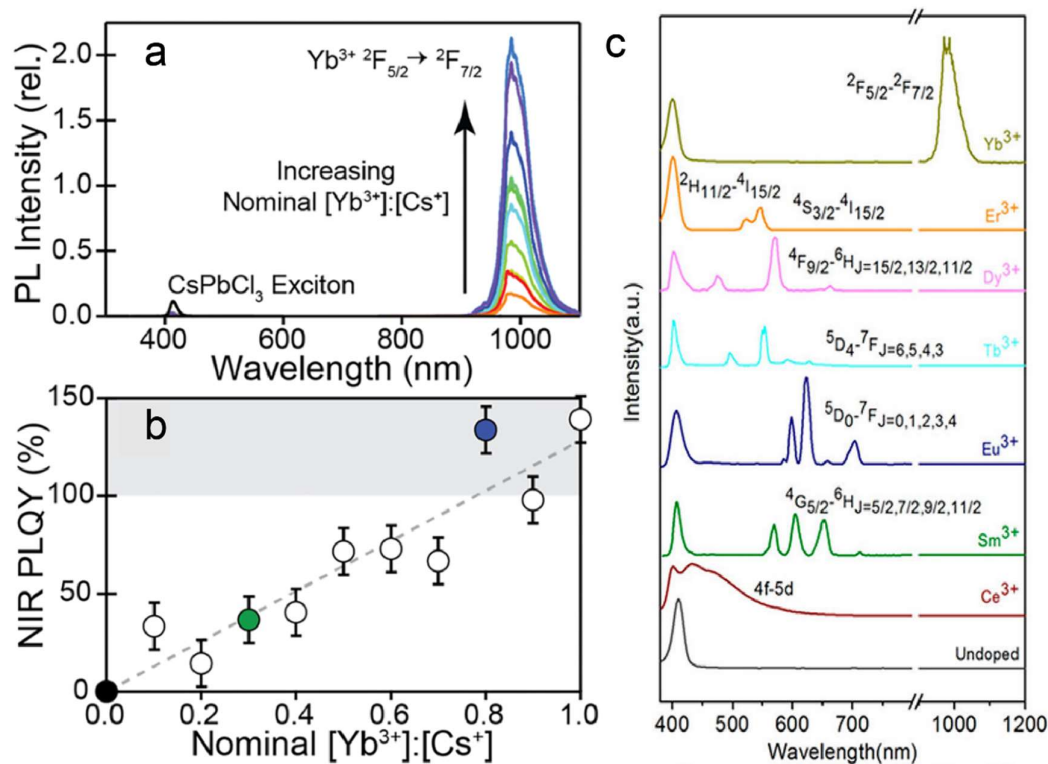 a
PL Intensity (rel.)
2.0
1.5
1.0
0.5
0.0
Yb³⁺ ²F₅/₂→ ²F₇/₂
Increasing
Nominal [Yb³⁺]:[Cs⁺]
CsPbCl₃ Exciton
400 600 800 1000
Wavelength (nm)
b
NIR PLQY (%)
150
100
50
0
0.0 0.2 0.4 0.6 0.8 1.0
Nominal [Yb³⁺]:[Cs⁺]
c
Intensity(a.u.)
²F₅/₂-²F₇/₂
Yb³⁺
²H₁₁/₂-⁴I₁₅/₂
⁴S₃/₂-⁴I₁₅/₂
Er³⁺
⁴F₉/₂-⁶H_J=15/2,13/2,11/2
Dy³⁺
⁵D₄-⁷F_J=6,5,4,3
Tb³⁺
⁵D₀-⁷F_J=0,1,2,3,4
Eu³⁺
⁴G₅/₂-⁶H_J=5/2,7/2,9/2,11/2
Sm³⁺
4f-5d
Ce³⁺
Undoped
400 500 600 700 1000 1200
Wavelength(nm)